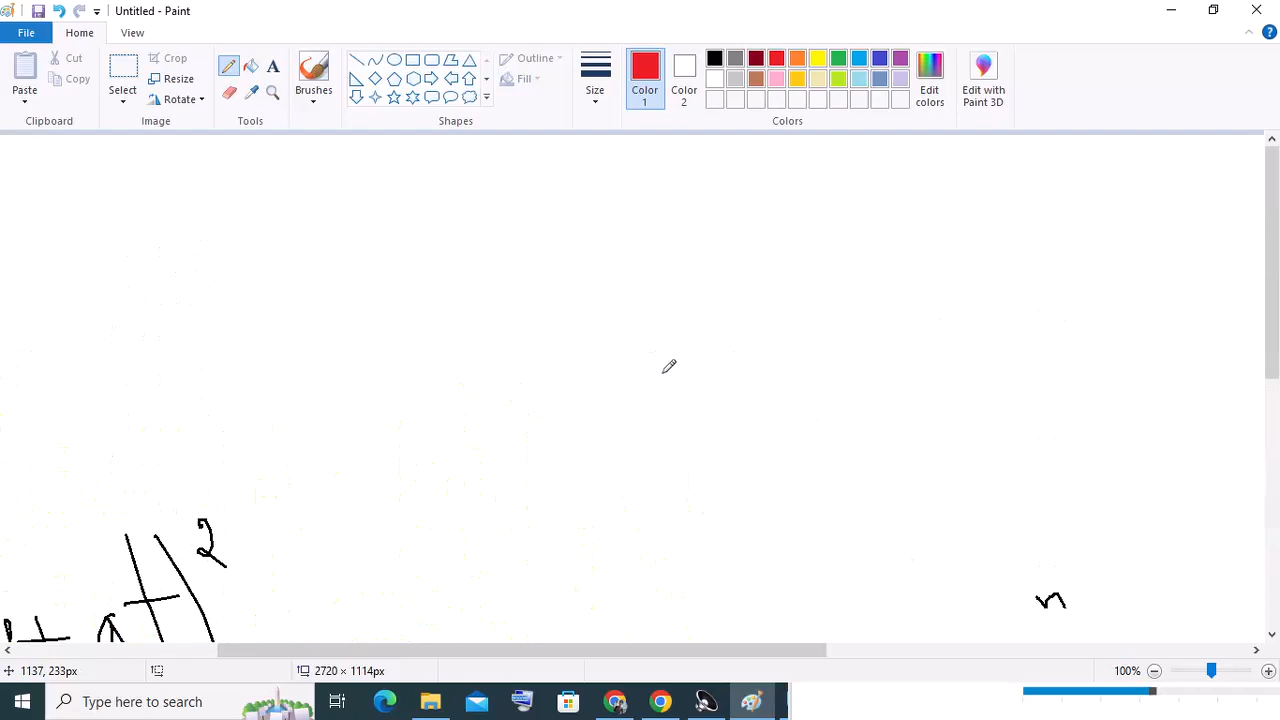 Untitled - Paint
File Home View
Paste Cut Copy Select Crop Resize Rotate A Brushes Outline Fill Size Color 1 Color 2 Edit colors Edit with Paint 3D
Clipboard Image Tools Shapes Colors
2
+ at)
n
1137, 233px 2720 × 1114px 100%
Type here to search